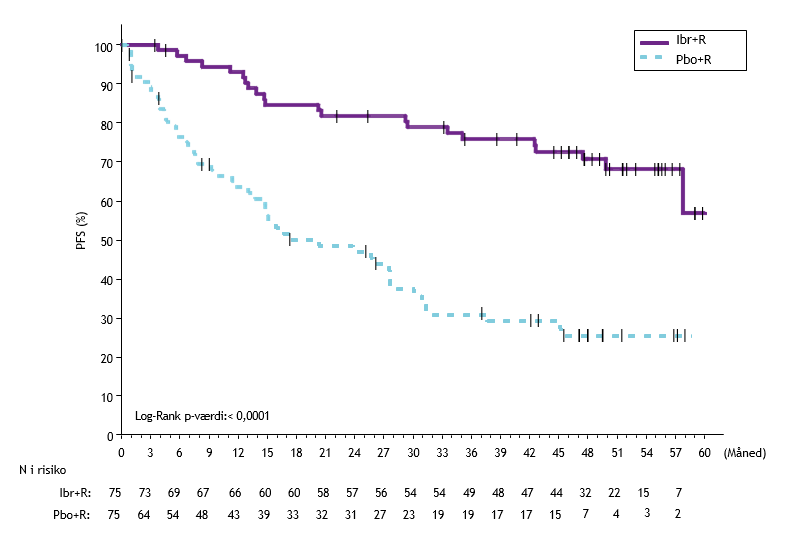 Ibr+R
Pbo+R
PFS (%)
100
90
80
70
60
50
40
30
20
10
0
Log-Rank p-værdi:< 0,0001
0 3 6 9 12 15 18 21 24 27 30 33 36 39 42 45 48 51 54 57 60 (Måned)
N i risiko
Ibr+R: 75 73 69 67 66 60 60 58 57 56 54 54 49 48 47 44 32 22 15 7
Pbo+R: 75 64 54 48 43 39 33 32 31 27 23 19 19 17 17 15 7 4 3 2